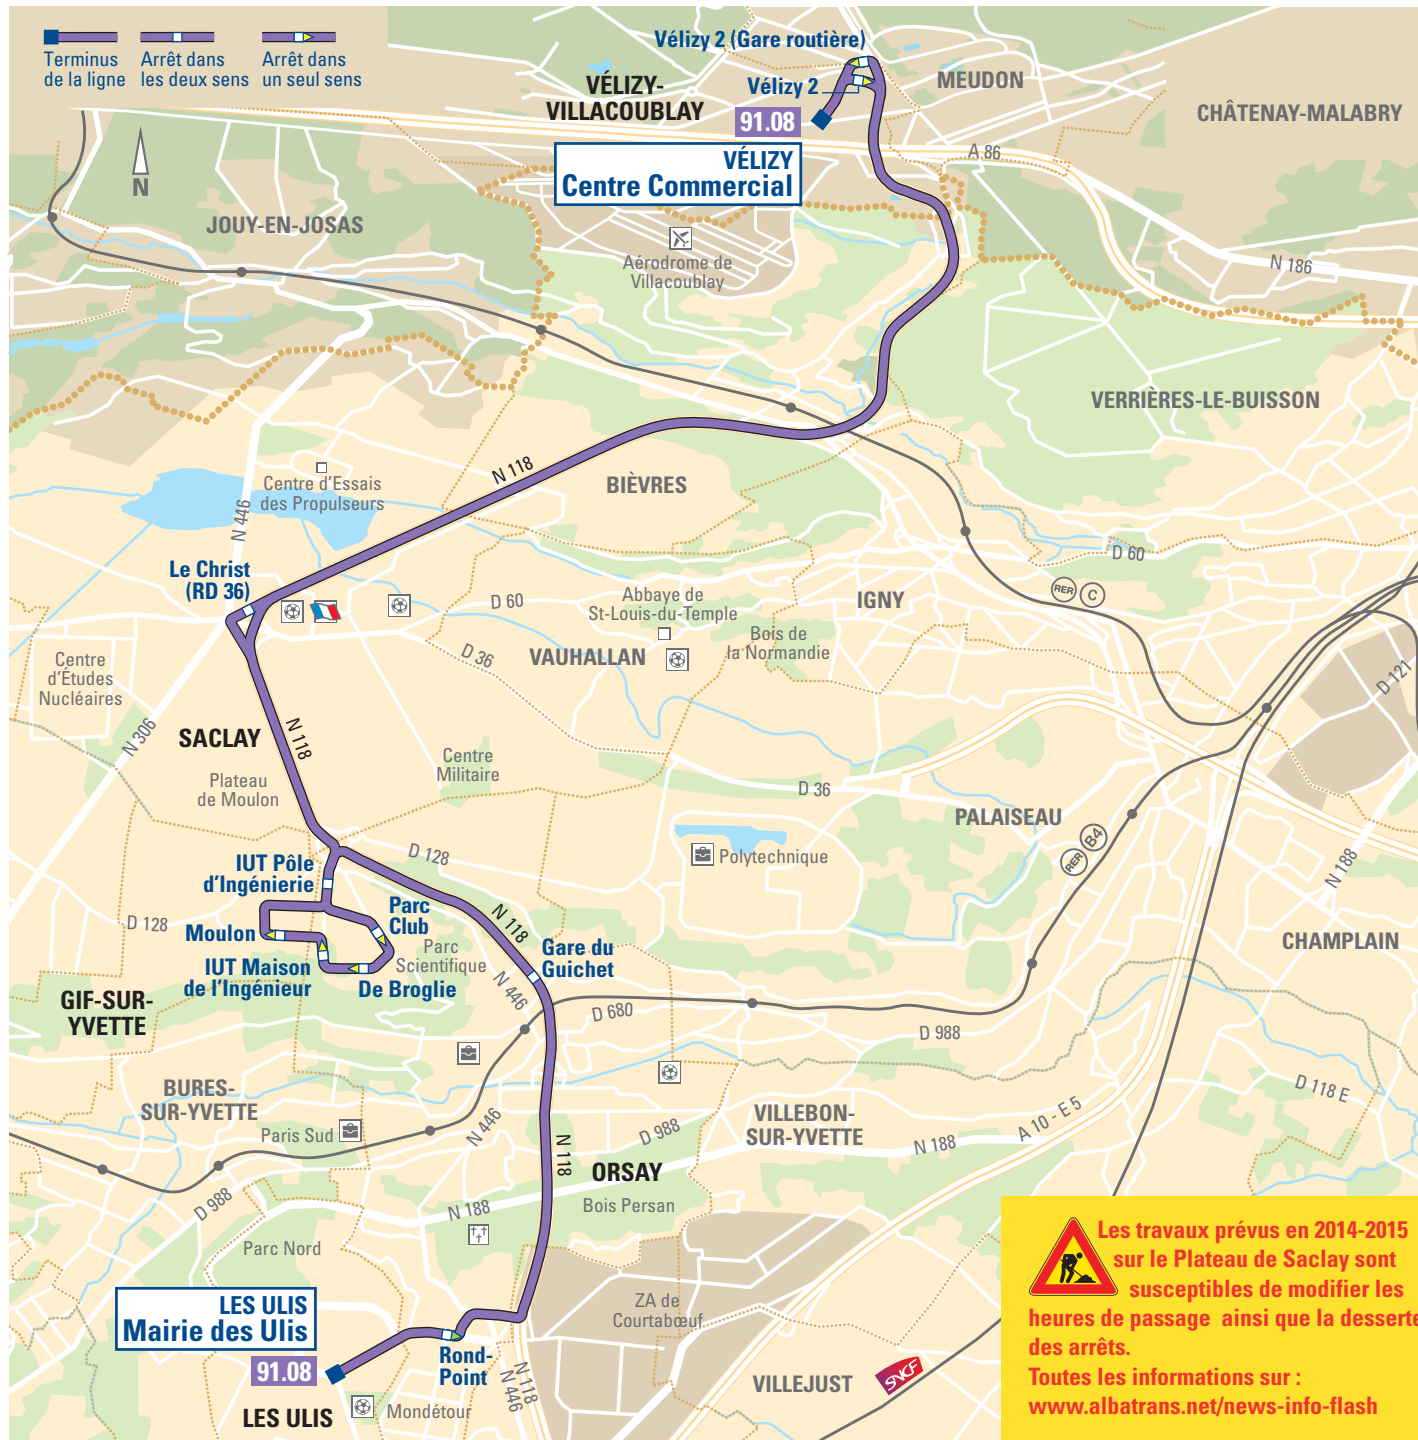 Terminus
de la ligne
Arrêt dans
les deux sens
Arrêt dans
un seul sens
N
Vélizy 2 (Gare routière)
Vélizy 2
VÉLIZY-
VILLACOUBLAY
91.08
VÉLIZY
Centre Commercial
MEUDON
CHÂTENAY-MALABRY
A 86
N 186
JOUY-EN-JOSAS
Aérodrome de
Villacoublay
VERRIÈRES-LE-BUISSON
N 118
BIÈVRES
Centre d'Essais
des Propulseurs
N 446
Le Christ
(RD 36)
D 60
D 60
RER C
Abbaye de
St-Louis-du-Temple
IGNY
Bois de
la Normandie
VAUHALLAN
D 36
Centre
d'Études
Nucléaires
N 306
SACLAY
N 118
D 121
Centre
Militaire
Plateau
de Moulon
D 36
PALAISEAU
RER B4
Polytechnique
N 188
D 128
IUT Pôle
d'Ingénierie
Parc
Club
D 128
Moulon
Parc
Scientifique
N 118
Gare du
Guichet
IUT Maison
de l'Ingénieur
De Broglie
N 446
CHAMPLAIN
GIF-SUR-
YVETTE
D 680
D 988
BURES-
SUR-YVETTE
Paris Sud
N 446
D 988
VILLEBON-
SUR-YVETTE
N 188
A 10 - E 5
D 118 E
N 118
ORSAY
Bois Persan
D 988
N 188
Parc Nord
LES ULIS
Mairie des Ulis
91.08
LES ULIS
Mondétour
Rond-
Point
N 118
N 446
ZA de
Courtabœuf
VILLEJUST
SNCF
Les travaux prévus en 2014-2015
sur le Plateau de Saclay sont
susceptibles de modifier les
heures de passage ainsi que la desserte
des arrêts.
Toutes les informations sur :
www.albatrans.net/news-info-flash